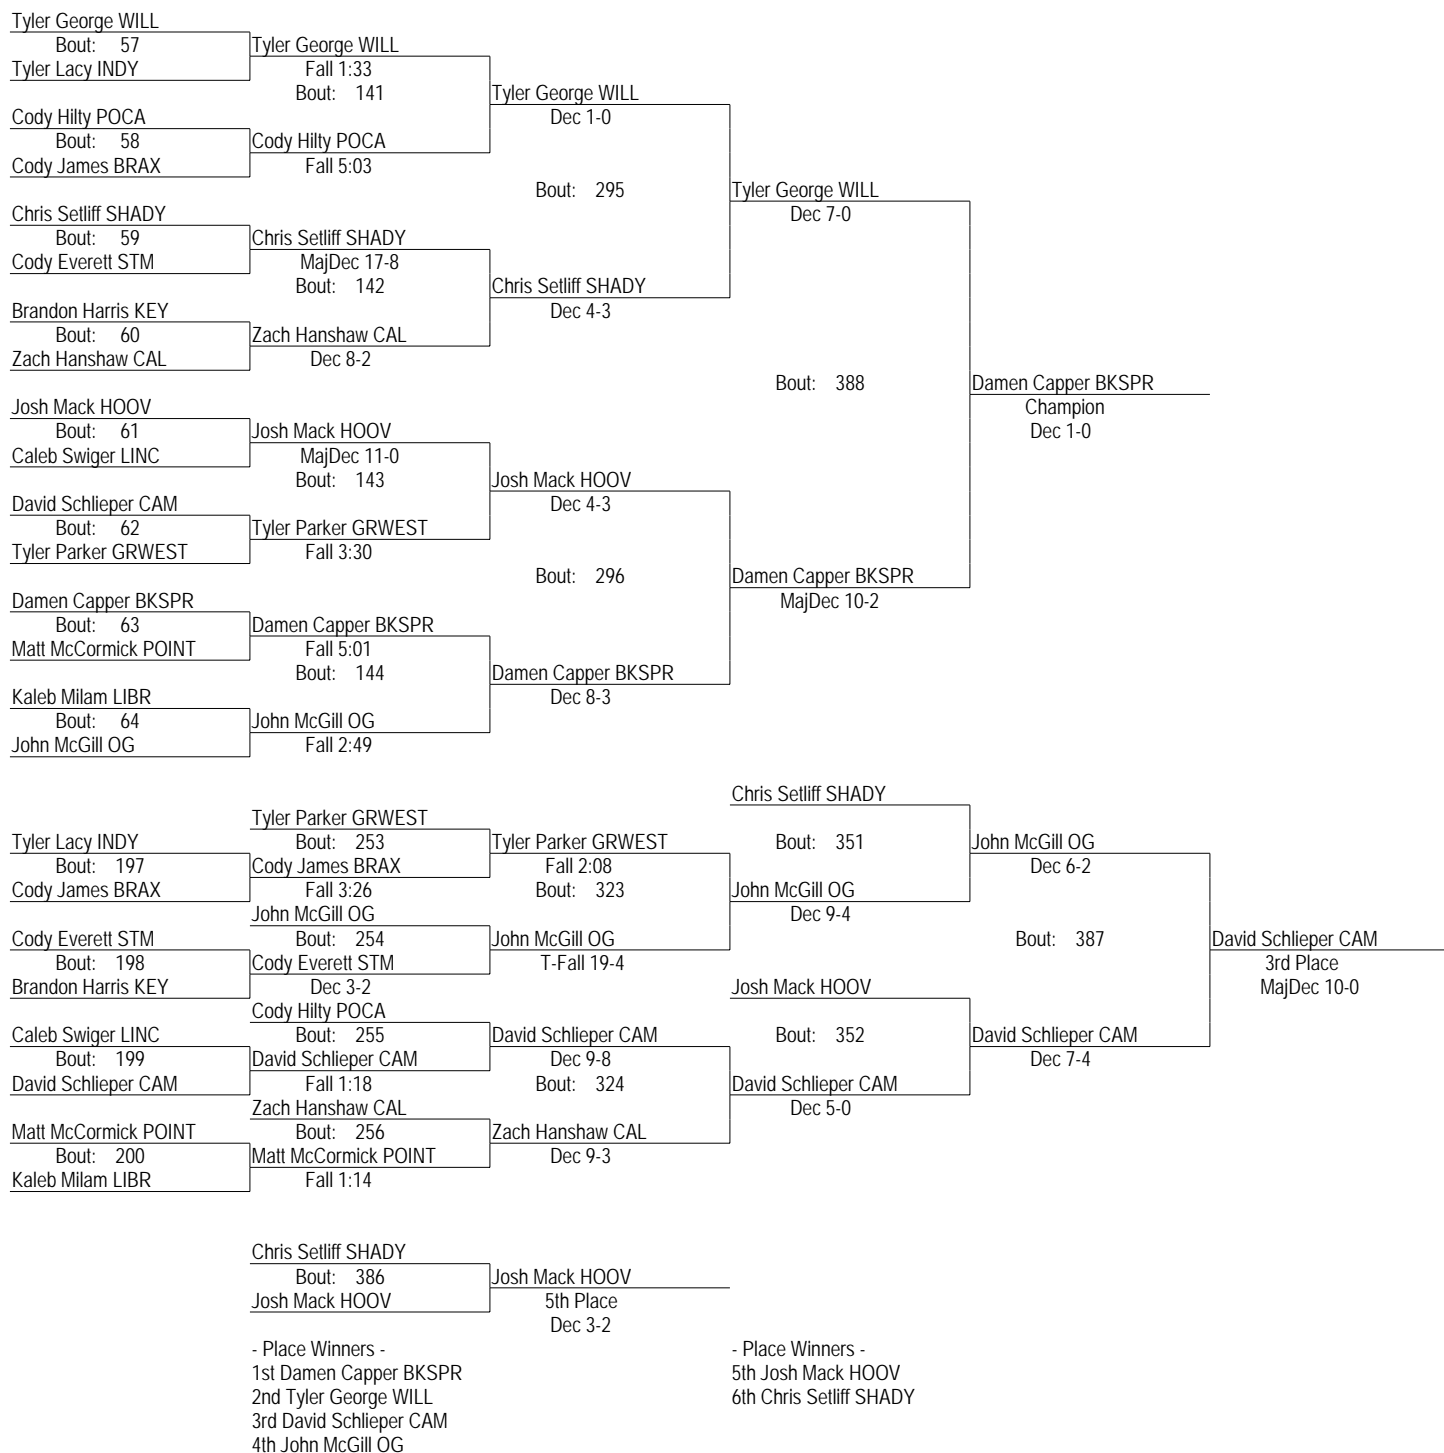 Tyler George WILL
Bout: 57
Tyler Lacy INDY
Cody Hilty POCA
Bout: 58
Cody James BRAX
Chris Setliff SHADY
Bout: 59
Cody Everett STM
Brandon Harris KEY
Bout: 60
Zach Hanshaw CAL
Josh Mack HOOV
Bout: 61
Caleb Swiger LINC
David Schlieper CAM
Bout: 62
Tyler Parker GRWEST
Damen Capper BKSPR
Bout: 63
Matt McCormick POINT
Kaleb Milam LIBR
Bout: 64
John McGill OG
Tyler George WILL
Fall 1:33
Bout: 141
Cody Hilty POCA
Fall 5:03
Chris Setliff SHADY
MajDec 17-8
Bout: 142
Zach Hanshaw CAL
Dec 8-2
Josh Mack HOOV
MajDec 11-0
Bout: 143
Tyler Parker GRWEST
Fall 3:30
Damen Capper BKSPR
Fall 5:01
Bout: 144
John McGill OG
Fall 2:49
Tyler George WILL
Dec 1-0
Bout: 295
Chris Setliff SHADY
Dec 4-3
Josh Mack HOOV
Dec 4-3
Bout: 296
Damen Capper BKSPR
Dec 8-3
Tyler George WILL
Dec 7-0
Bout: 388
Damen Capper BKSPR
MajDec 10-2
Damen Capper BKSPR
Champion
Dec 1-0
Tyler Lacy INDY
Bout: 197
Cody James BRAX
Cody Everett STM
Bout: 198
Brandon Harris KEY
Caleb Swiger LINC
Bout: 199
David Schlieper CAM
Matt McCormick POINT
Bout: 200
Kaleb Milam LIBR
Tyler Parker GRWEST
Bout: 253
Cody James BRAX
Fall 3:26
John McGill OG
Bout: 254
Cody Everett STM
Dec 3-2
Cody Hilty POCA
Bout: 255
David Schlieper CAM
Fall 1:18
Zach Hanshaw CAL
Bout: 256
Matt McCormick POINT
Fall 1:14
Tyler Parker GRWEST
Fall 2:08
Bout: 323
John McGill OG
T-Fall 19-4
David Schlieper CAM
Dec 9-8
Bout: 324
Zach Hanshaw CAL
Dec 9-3
Chris Setliff SHADY
Bout: 351
John McGill OG
Dec 9-4
Josh Mack HOOV
Bout: 352
David Schlieper CAM
Dec 5-0
John McGill OG
Dec 6-2
Bout: 387
David Schlieper CAM
Dec 7-4
David Schlieper CAM
3rd Place
MajDec 10-0
Chris Setliff SHADY
Bout: 386
Josh Mack HOOV
Josh Mack HOOV
5th Place
Dec 3-2
- Place Winners -
1st Damen Capper BKSPR
2nd Tyler George WILL
3rd David Schlieper CAM
4th John McGill OG
- Place Winners -
5th Josh Mack HOOV
6th Chris Setliff SHADY